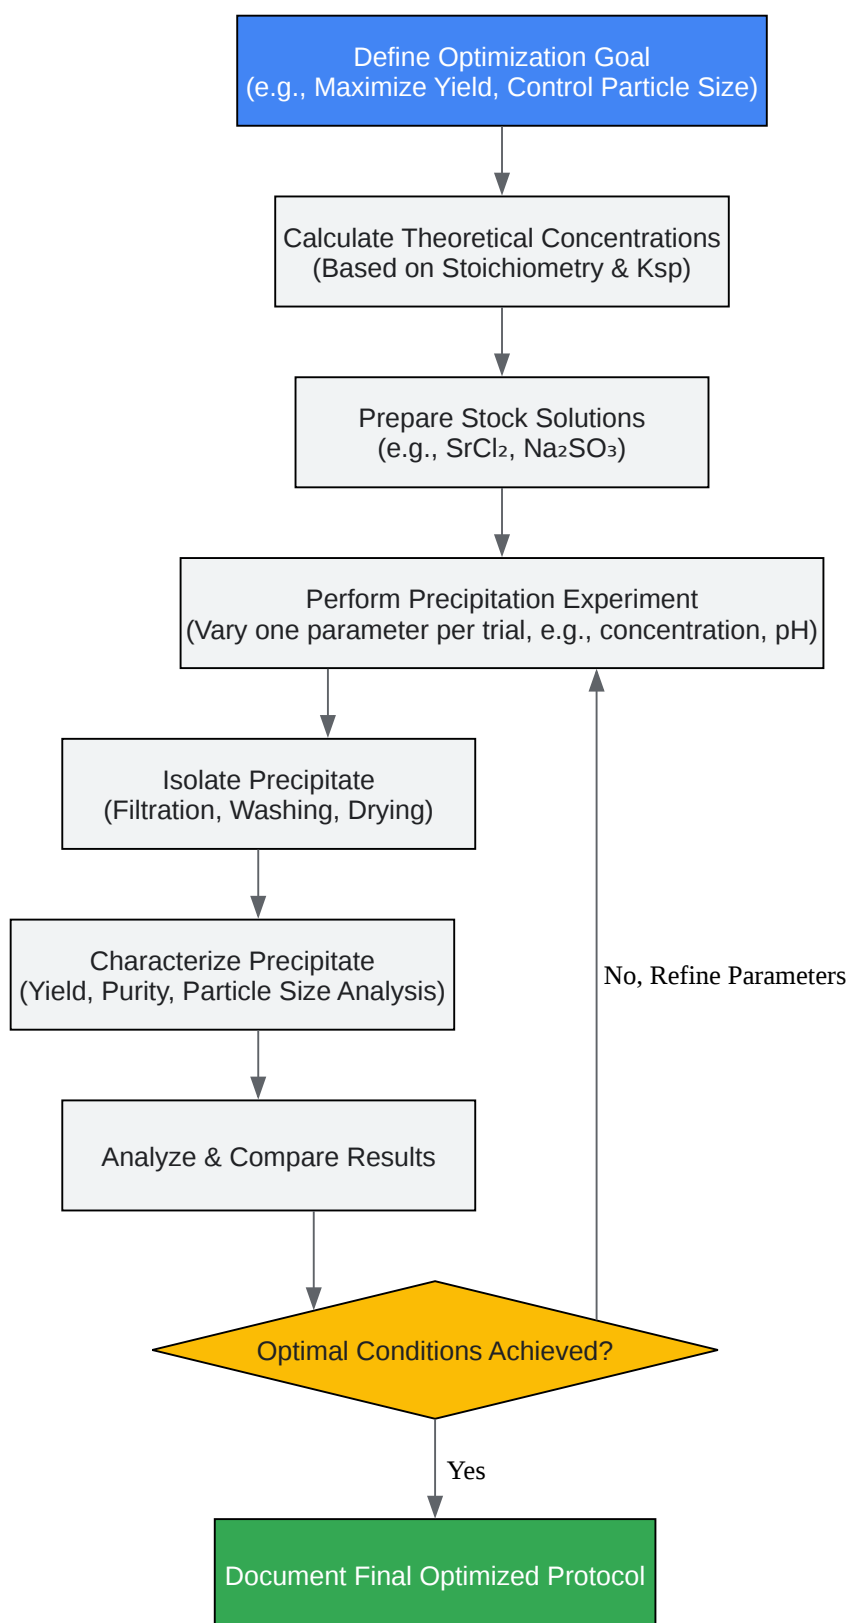 Define Optimization Goal
(e.g., Maximize Yield, Control Particle Size)
Calculate Theoretical Concentrations
(Based on Stoichiometry & Ksp)
Prepare Stock Solutions
(e.g., SrCl₂, Na₂SO₃)
Perform Precipitation Experiment
(Vary one parameter per trial, e.g., concentration, pH)
Isolate Precipitate
(Filtration, Washing, Drying)
Characterize Precipitate
(Yield, Purity, Particle Size Analysis)
No, Refine Parameters
Analyze & Compare Results
Optimal Conditions Achieved?
Yes
Document Final Optimized Protocol